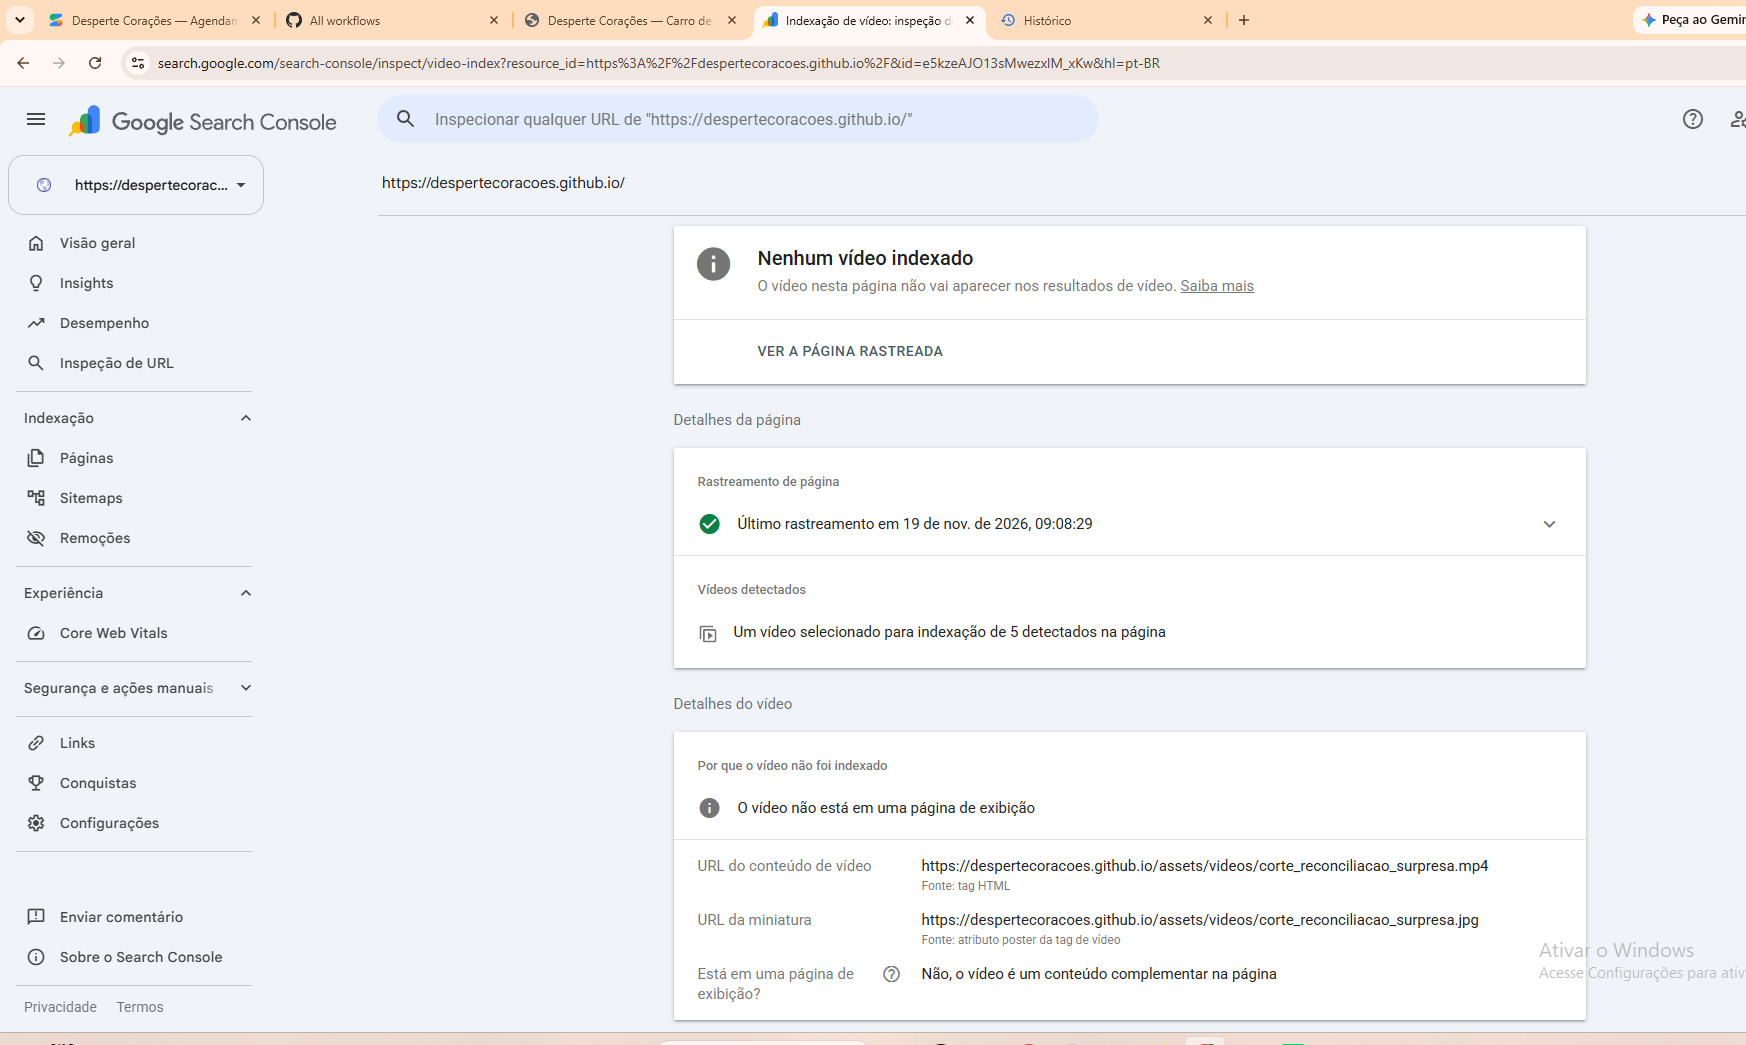 Desperte Corações — Agendan
All workflows
Desperte Corações — Carro de
Indexação de vídeo: inspeção d
Histórico
Peça ao Gemin
search.google.com/search-console/inspect/video-index?resource_id=https%3A%2F%2Fdespertecoracoes.github.io%2F&id=e5kzeAJO13sMwezxlM_xKw&hl=pt-BR
Google Search Console
Inspecionar qualquer URL de "https://despertecoracoes.github.io/"
https://despertecorac...
https://despertecoracoes.github.io/
Visão geral
Insights
Desempenho
Inspeção de URL
Indexação
Páginas
Sitemaps
Remoções
Experiência
Core Web Vitals
Segurança e ações manuais
Links
Conquistas
Configurações
Enviar comentário
Sobre o Search Console
Privacidade Termos
Nenhum vídeo indexado
O vídeo nesta página não vai aparecer nos resultados de vídeo. Saiba mais
VER A PÁGINA RASTREADA
Detalhes da página
Rastreamento de página
Último rastreamento em 19 de nov. de 2026, 09:08:29
Vídeos detectados
Um vídeo selecionado para indexação de 5 detectados na página
Detalhes do vídeo
Por que o vídeo não foi indexado
O vídeo não está em uma página de exibição
URL do conteúdo de vídeo
https://despertecoracoes.github.io/assets/videos/corte_reconciliacao_surpresa.mp4
Fonte: tag HTML
URL da miniatura
https://despertecoracoes.github.io/assets/videos/corte_reconciliacao_surpresa.jpg
Fonte: atributo poster da tag de vídeo
Está em uma página de
exibição?
Não, o vídeo é um conteúdo complementar na página
Ativar o Windows
Acesse Configurações para ativ